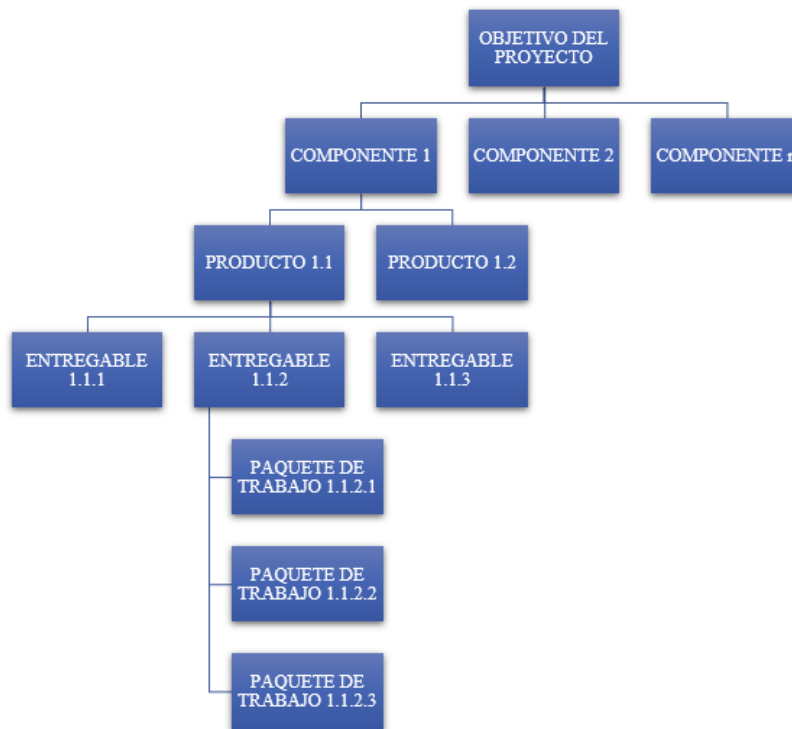 OBJETIVO DEL
PROYECTO
COMPONENTE 1
COMPONENTE 2
COMPONENTE
PRODUCTO 1.1
PRODUCTO 1.2
ENTREGABLE
1.1.1
ENTREGABLE
1.1.2
ENTREGABLE
1.1.3
PAQUETE DE
TRABAJO 1.1.2.1
PAQUETE DE
TRABAJO 1.1.2.2
PAQUETE DE
TRABAJO 1.1.2.3